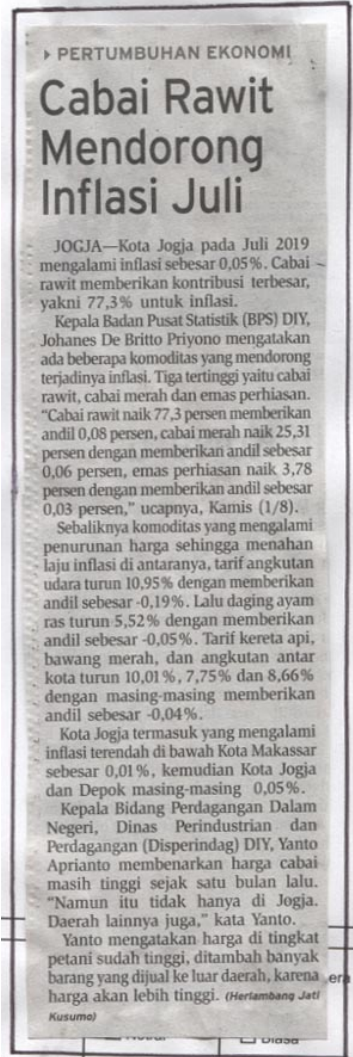 PERTUMBUHAN EKONOMI
Cabai Rawit
Mendorong
Inflasi Juli
JOGJA—Kota Jogja pada Juli 2019
mengalami inflasi sebesar 0,05%. Cabai
rawit memberikan kontribusi terbesar,
yakni 77,3% untuk inflasi.
Kepala Badan Pusat Statistik (BPS) DIY,
Johanes De Britto Priyono mengatakan
ada beberapa komoditas yang mendorong
terjadinya inflasi. Tiga tertinggi yaitu cabai
rawit, cabai merah dan emas perhiasan.
“Cabai rawit naik 77,3 persen memberikan
andil 0,08 persen, cabai merah naik 25,31
persen dengan memberikan andil sebesar
0,06 persen, emas perhiasan naik 3,78
persen dengan memberikan andil sebesar
0,03 persen,” ucapnya, Kamis (1/8).
Sebaliknya komoditas yang mengalami
penurunan harga sehingga menahan
laju inflasi di antaranya, tarif angkutan
udara turun 10,95% dengan memberikan
andil sebesar -0,19%. Lalu daging ayam
ras turun 5,52% dengan memberikan
andil sebesar -0,05%. Tarif kereta api,
bawang merah, dan angkutan antar
kota turun 10,01%, 7,75% dan 8,66%
dengan masing-masing memberikan
andil sebesar -0,04%.
Kota Jogja termasuk yang mengalami
inflasi terendah di bawah Kota Makassar
sebesar 0,01%, kemudian Kota Jogja
dan Depok masing-masing 0,05%.
Kepala Bidang Perdagangan Dalam
Negeri, Dinas Perindustrian dan
Perdagangan (Disperindag) DIY, Yanto
Aprianto membenarkan harga cabai
masih tinggi sejak satu bulan lalu.
“Namun itu tidak hanya di Jogja.
Daerah lainnya juga,” kata Yanto.
Yanto mengatakan harga di tingkat
petani sudah tinggi, ditambah banyak
barang yang dijual ke luar daerah, karena
harga akan lebih tinggi. (Herlambang Jati
Kusumo)